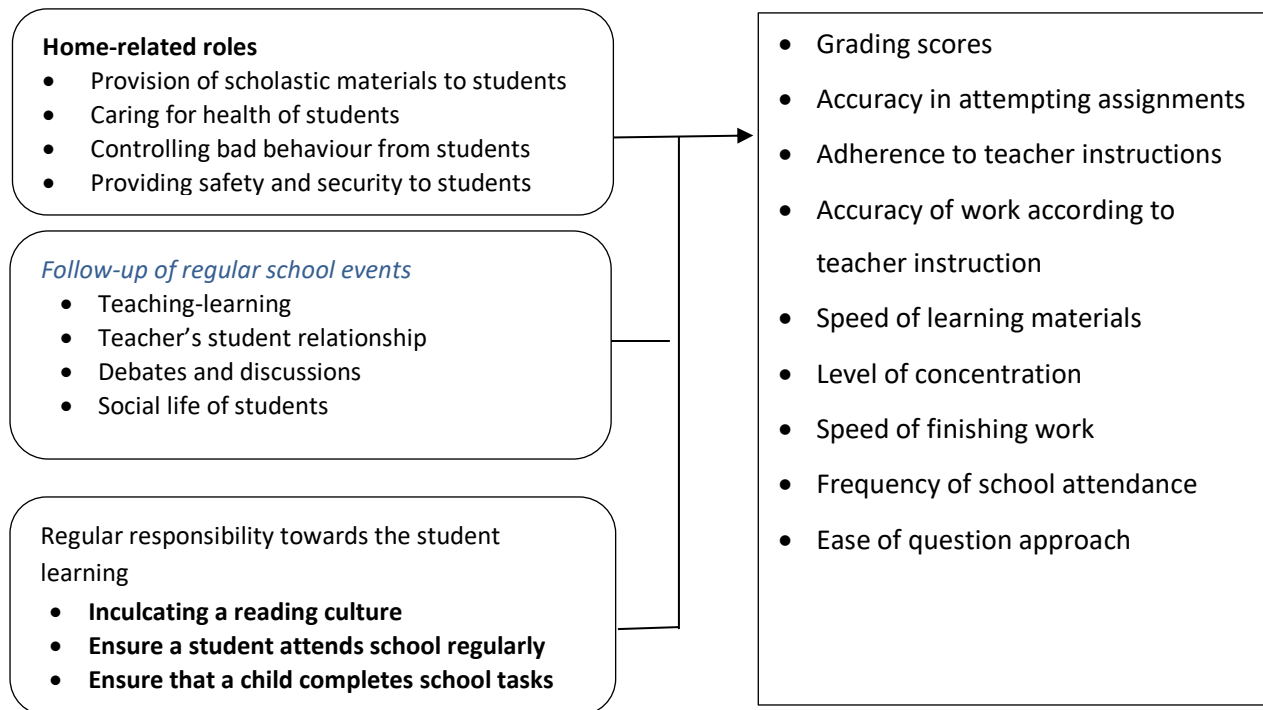 Home-related roles
• Provision of scholastic materials to students
• Caring for health of students
• Controlling bad behaviour from students
• Providing safety and security to students
Follow-up of regular school events
• Teaching-learning
• Teacher’s student relationship
• Debates and discussions
• Social life of students
Regular responsibility towards the student
learning
• Inculcating a reading culture
• Ensure a student attends school regularly
• Ensure that a child completes school tasks
• Grading scores
• Accuracy in attempting assignments
• Adherence to teacher instructions
• Accuracy of work according to
teacher instruction
• Speed of learning materials
• Level of concentration
• Speed of finishing work
• Frequency of school attendance
• Ease of question approach